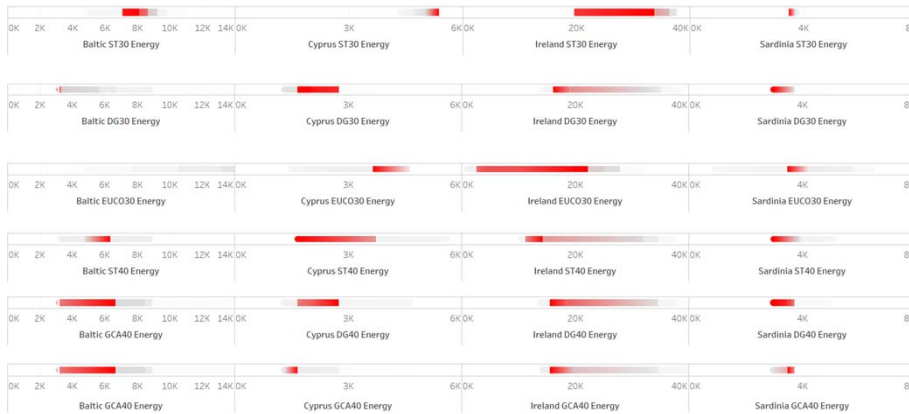 0K 2K 4K 6K 8K 10K 12K 14K 0K 3K 6K 0K 20K 40K 0K 4K 8
Baltic ST30 Energy Cyprus ST30 Energy Ireland ST30 Energy Sardinia ST30 Energy
0K 2K 4K 6K 8K 10K 12K 14K 0K 3K 6K 0K 20K 40K 0K 4K 8
Baltic DG30 Energy Cyprus DG30 Energy Ireland DG30 Energy Sardinia DG30 Energy
0K 2K 4K 6K 8K 10K 12K 14K 0K 3K 6K 0K 20K 40K 0K 4K 8
Baltic EUCO30 Energy Cyprus EUCO30 Energy Ireland EUCO30 Energy Sardinia EUCO30 Energy
0K 2K 4K 6K 8K 10K 12K 14K 0K 3K 6K 0K 20K 40K 0K 4K 8
Baltic ST40 Energy Cyprus ST40 Energy Ireland ST40 Energy Sardinia ST40 Energy
0K 2K 4K 6K 8K 10K 12K 14K 0K 3K 6K 0K 20K 40K 0K 4K 8
Baltic GCA40 Energy Cyprus DG40 Energy Ireland DG40 Energy Sardinia DG40 Energy
0K 2K 4K 6K 8K 10K 12K 14K 0K 3K 6K 0K 20K 40K 0K 4K 8
Baltic GCA40 Energy Cyprus GCA40 Energy Ireland GCA40 Energy Sardinia GCA40 Energy